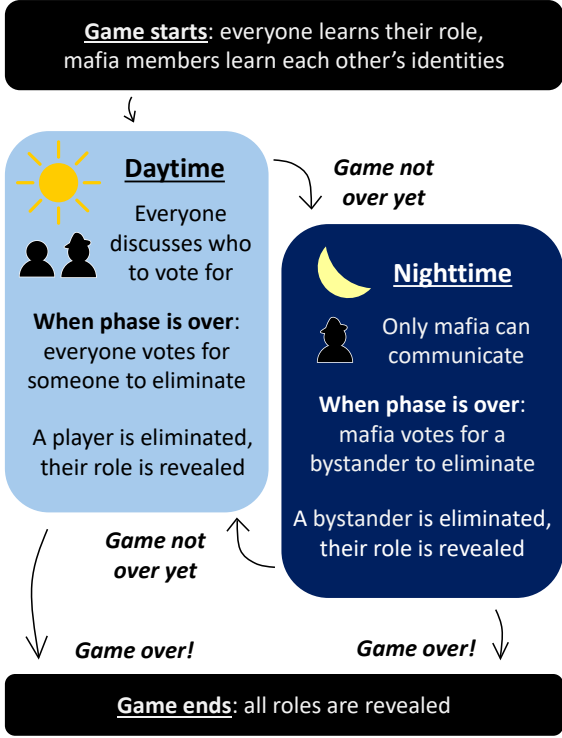 Game starts: everyone learns their role,
mafia members learn each other’s identities
Daytime
Everyone
discusses who
to vote for
When phase is over:
everyone votes for
someone to eliminate
A player is eliminated,
their role is revealed
Game not
over yet
Nighttime
Only mafia can
communicate
When phase is over:
mafia votes for a
bystander to eliminate
A bystander is eliminated,
their role is revealed
Game not
over yet
Game over!
Game over!
Game ends: all roles are revealed